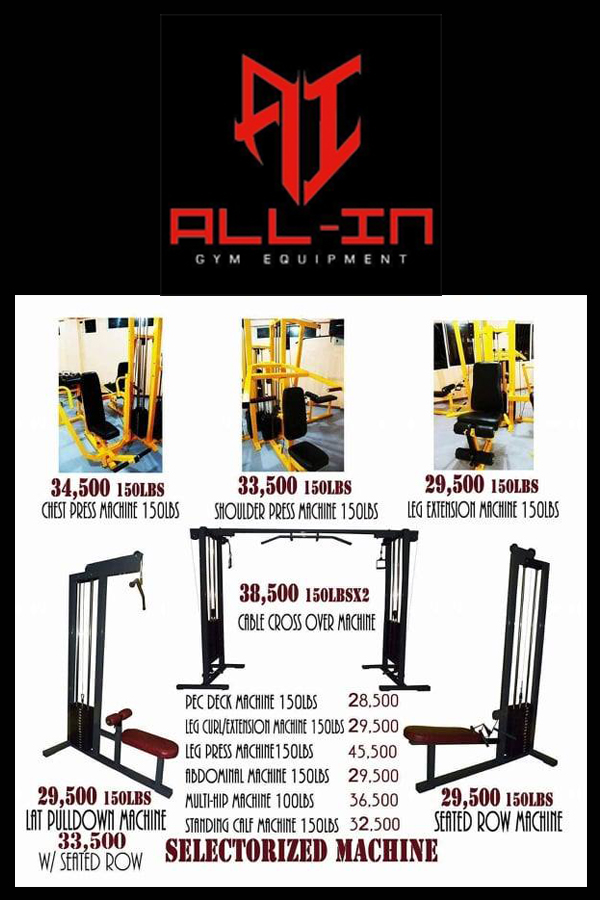 AI
ALL-IN
GYM EQUIPMENT
34,500 150LBS
CHEST PRESS MACHINE 150LBS
33,500 150LBS
SHOULDER PRESS MACHINE 150LBS
29,500 150LBS
LEG EXTENSION MACHINE 150LBS
38,500 150LBSX2
CABLE CROSS OVER MACHINE
PEC DECK MACHINE 150LBS 28,500
LEG CURL/EXTENSION MACHINE 150LBS 29,500
LEG PRESS MACHINE150LBS 45,500
ABDOMINAL MACHINE 150LBS 29,500
MULTI-HIP MACHINE 100LBS 36,500
STANDING CALF MACHINE 150LBS 32,500
29,500 150LBS
LAT PULLDOWN MACHINE
33,500
W/ SEATED ROW
29,500 150LBS
SEATED ROW MACHINE
SELECTORIZED MACHINE